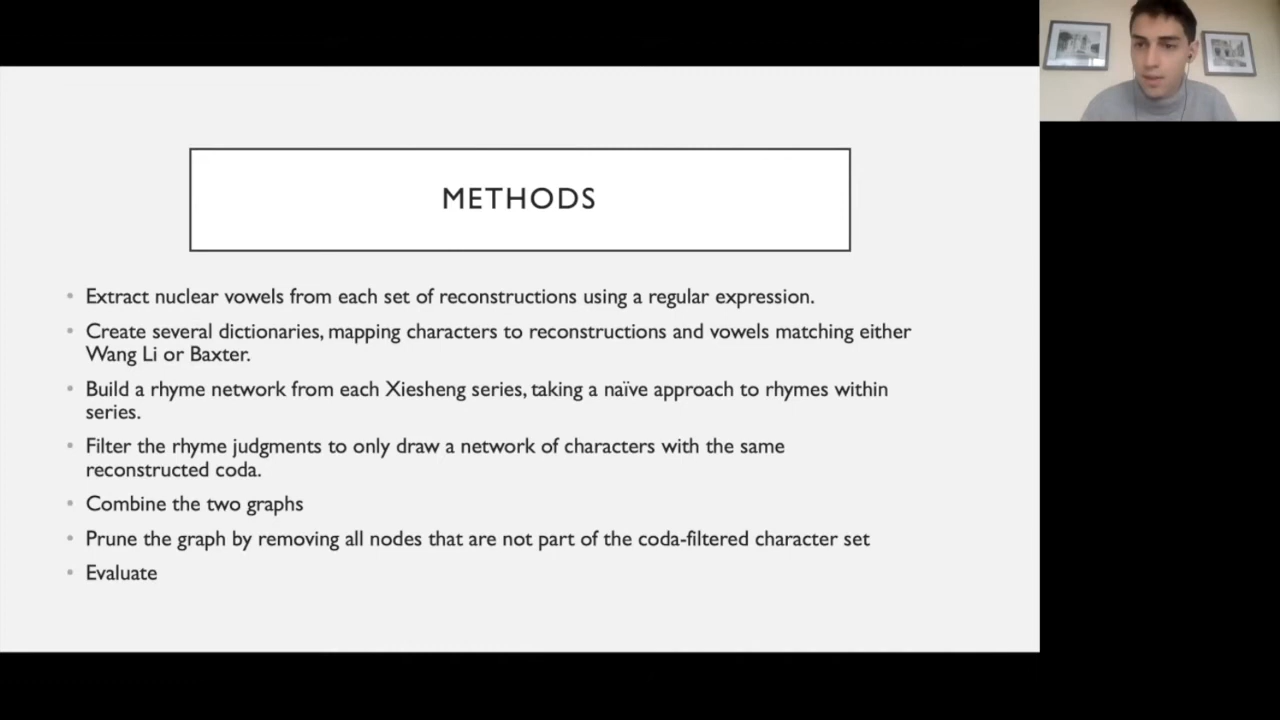 METHODS
• Extract nuclear vowels from each set of reconstructions using a regular expression.
• Create several dictionaries, mapping characters to reconstructions and vowels matching either
Wang Li or Baxter.
• Build a rhyme network from each Xiesheng series, taking a naïve approach to rhymes within
series.
• Filter the rhyme judgments to only draw a network of characters with the same
reconstructed coda.
• Combine the two graphs
• Prune the graph by removing all nodes that are not part of the coda-filtered character set
• Evaluate